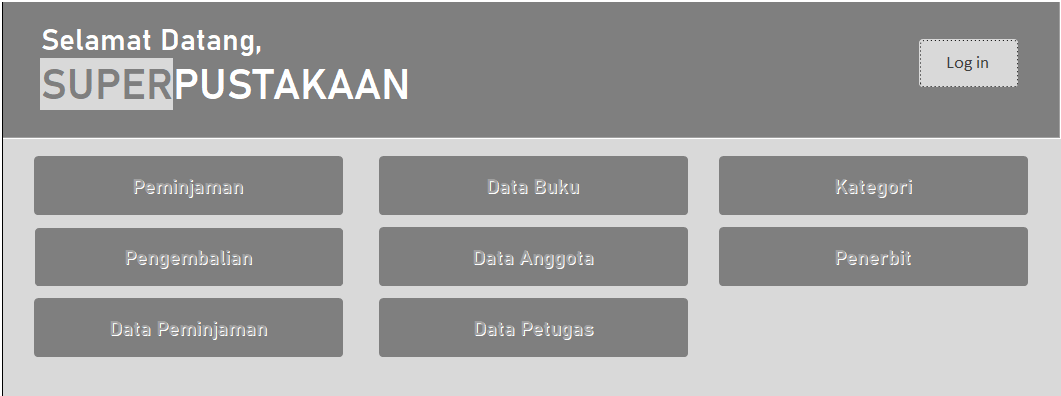 Selamat Datang,
SUPERPUSTAKAAN
Log in
Peminjaman
Data Buku
Kategori
Pengembalian
Data Anggota
Penerbit
Data Peminjaman
Data Petugas